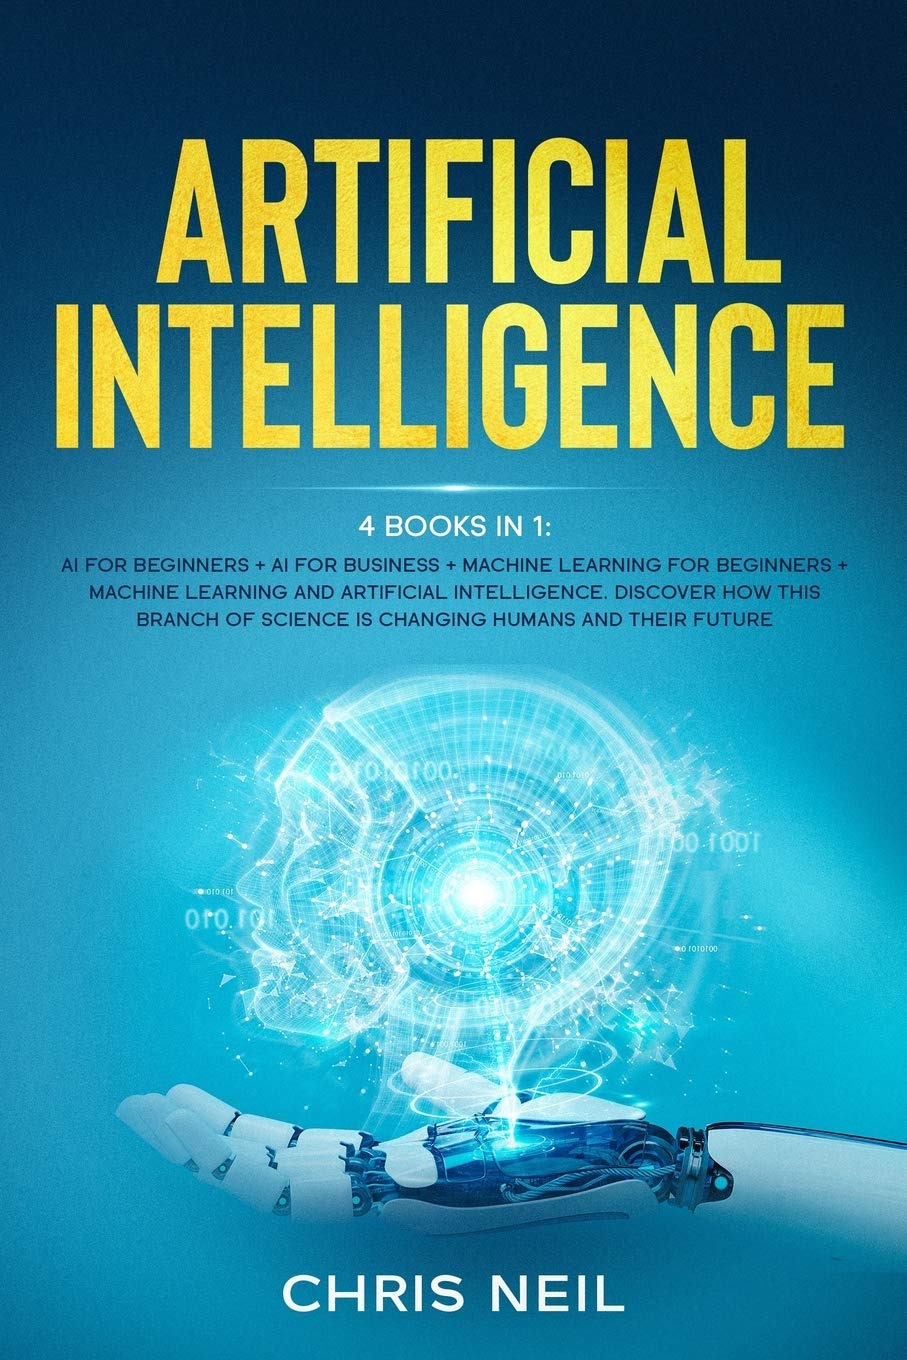 ARTIFICIAL
INTELLIGENCE
4 BOOKS IN 1:
AI FOR BEGINNERS + AI FOR BUSINESS + MACHINE LEARNING FOR BEGINNERS +
MACHINE LEARNING AND ARTIFICIAL INTELLIGENCE. DISCOVER HOW THIS
BRANCH OF SCIENCE IS CHANGING HUMANS AND THEIR FUTURE
CHRIS NEIL